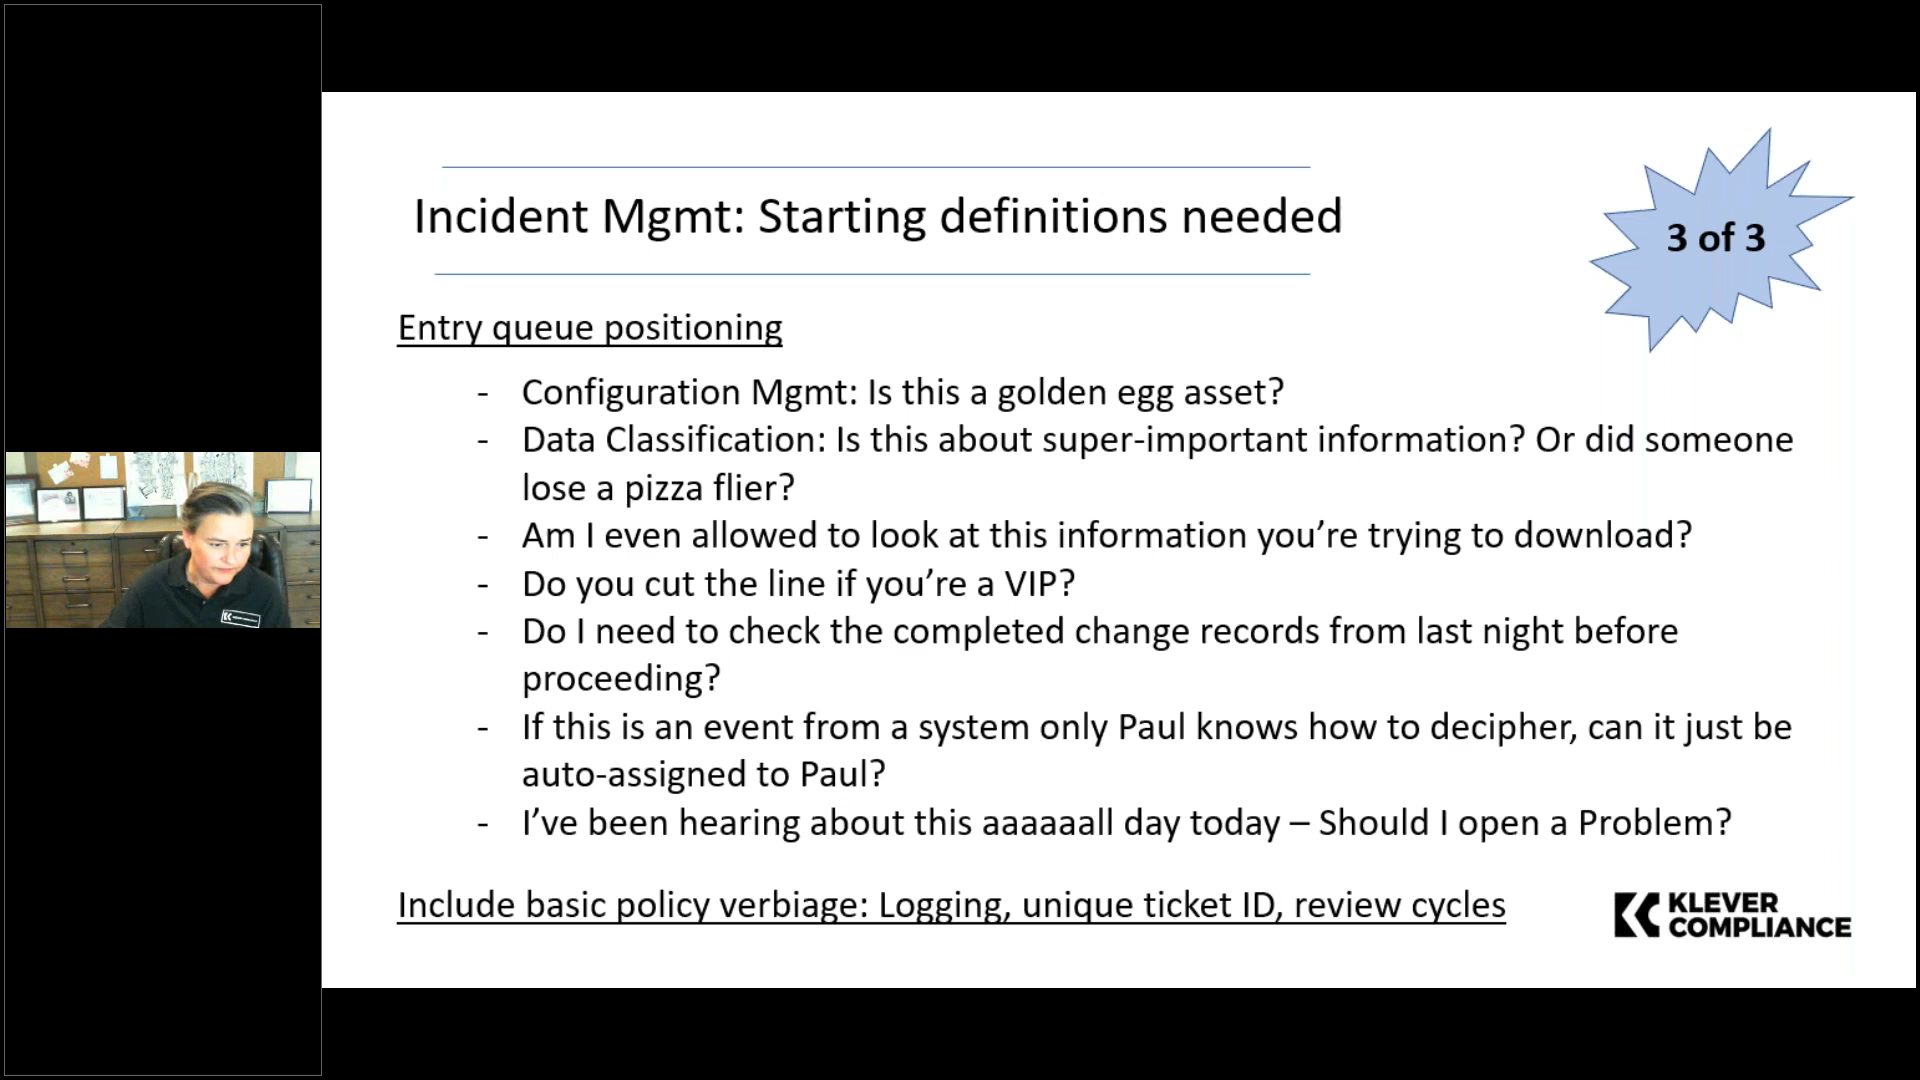 Incident Mgmt: Starting definitions needed
3 of 3
Entry queue positioning
- Configuration Mgmt: Is this a golden egg asset?
- Data Classification: Is this about super-important information? Or did someone
lose a pizza flier?
- Am I even allowed to look at this information you’re trying to download?
- Do you cut the line if you’re a VIP?
- Do I need to check the completed change records from last night before
proceeding?
- If this is an event from a system only Paul knows how to decipher, can it just be
auto-assigned to Paul?
- I’ve been hearing about this aaaaaall day today – Should I open a Problem?
Include basic policy verbiage: Logging, unique ticket ID, review cycles
KLEVER
COMPLIANCE